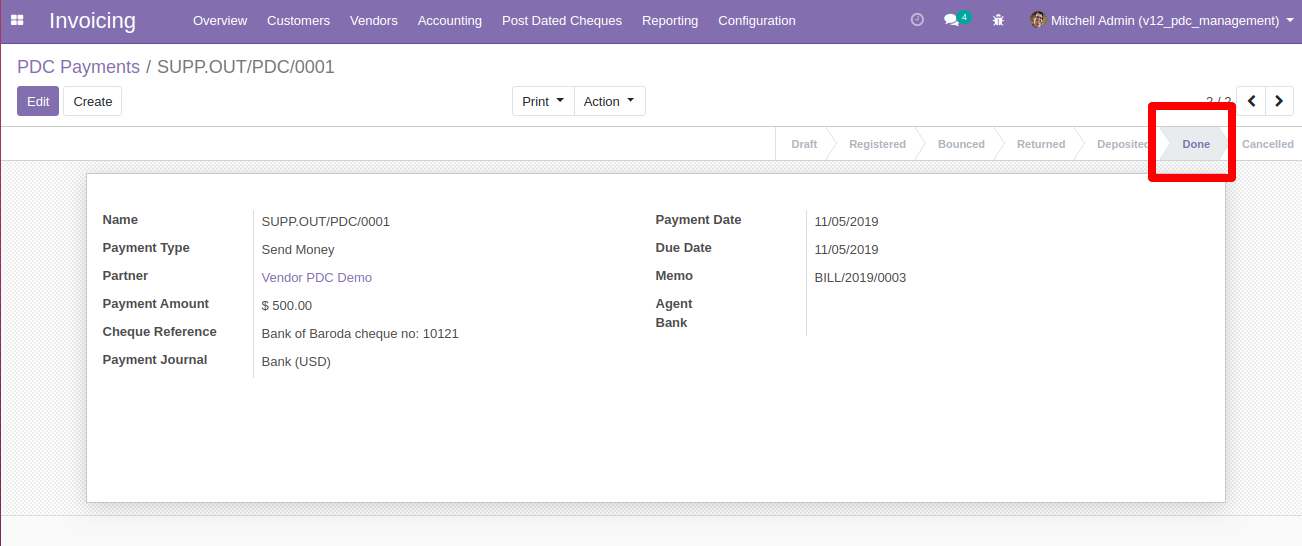 Invoicing Overview Customers Vendors Accounting Post Dated Cheques Reporting Configuration 4 Mitchell Admin (v12_pdc_management)
PDC Payments / SUPP.OUT/PDC/0001
Edit Create Print Action 2 / 2
Draft Registered Bounced Returned Deposited Done Cancelled
Name SUPP.OUT/PDC/0001 Payment Date 11/05/2019
Payment Type Send Money Due Date 11/05/2019
Partner Vendor PDC Demo Memo BILL/2019/0003
Payment Amount $ 500.00 Agent
Bank
Cheque Reference Bank of Baroda cheque no: 10121
Payment Journal Bank (USD)